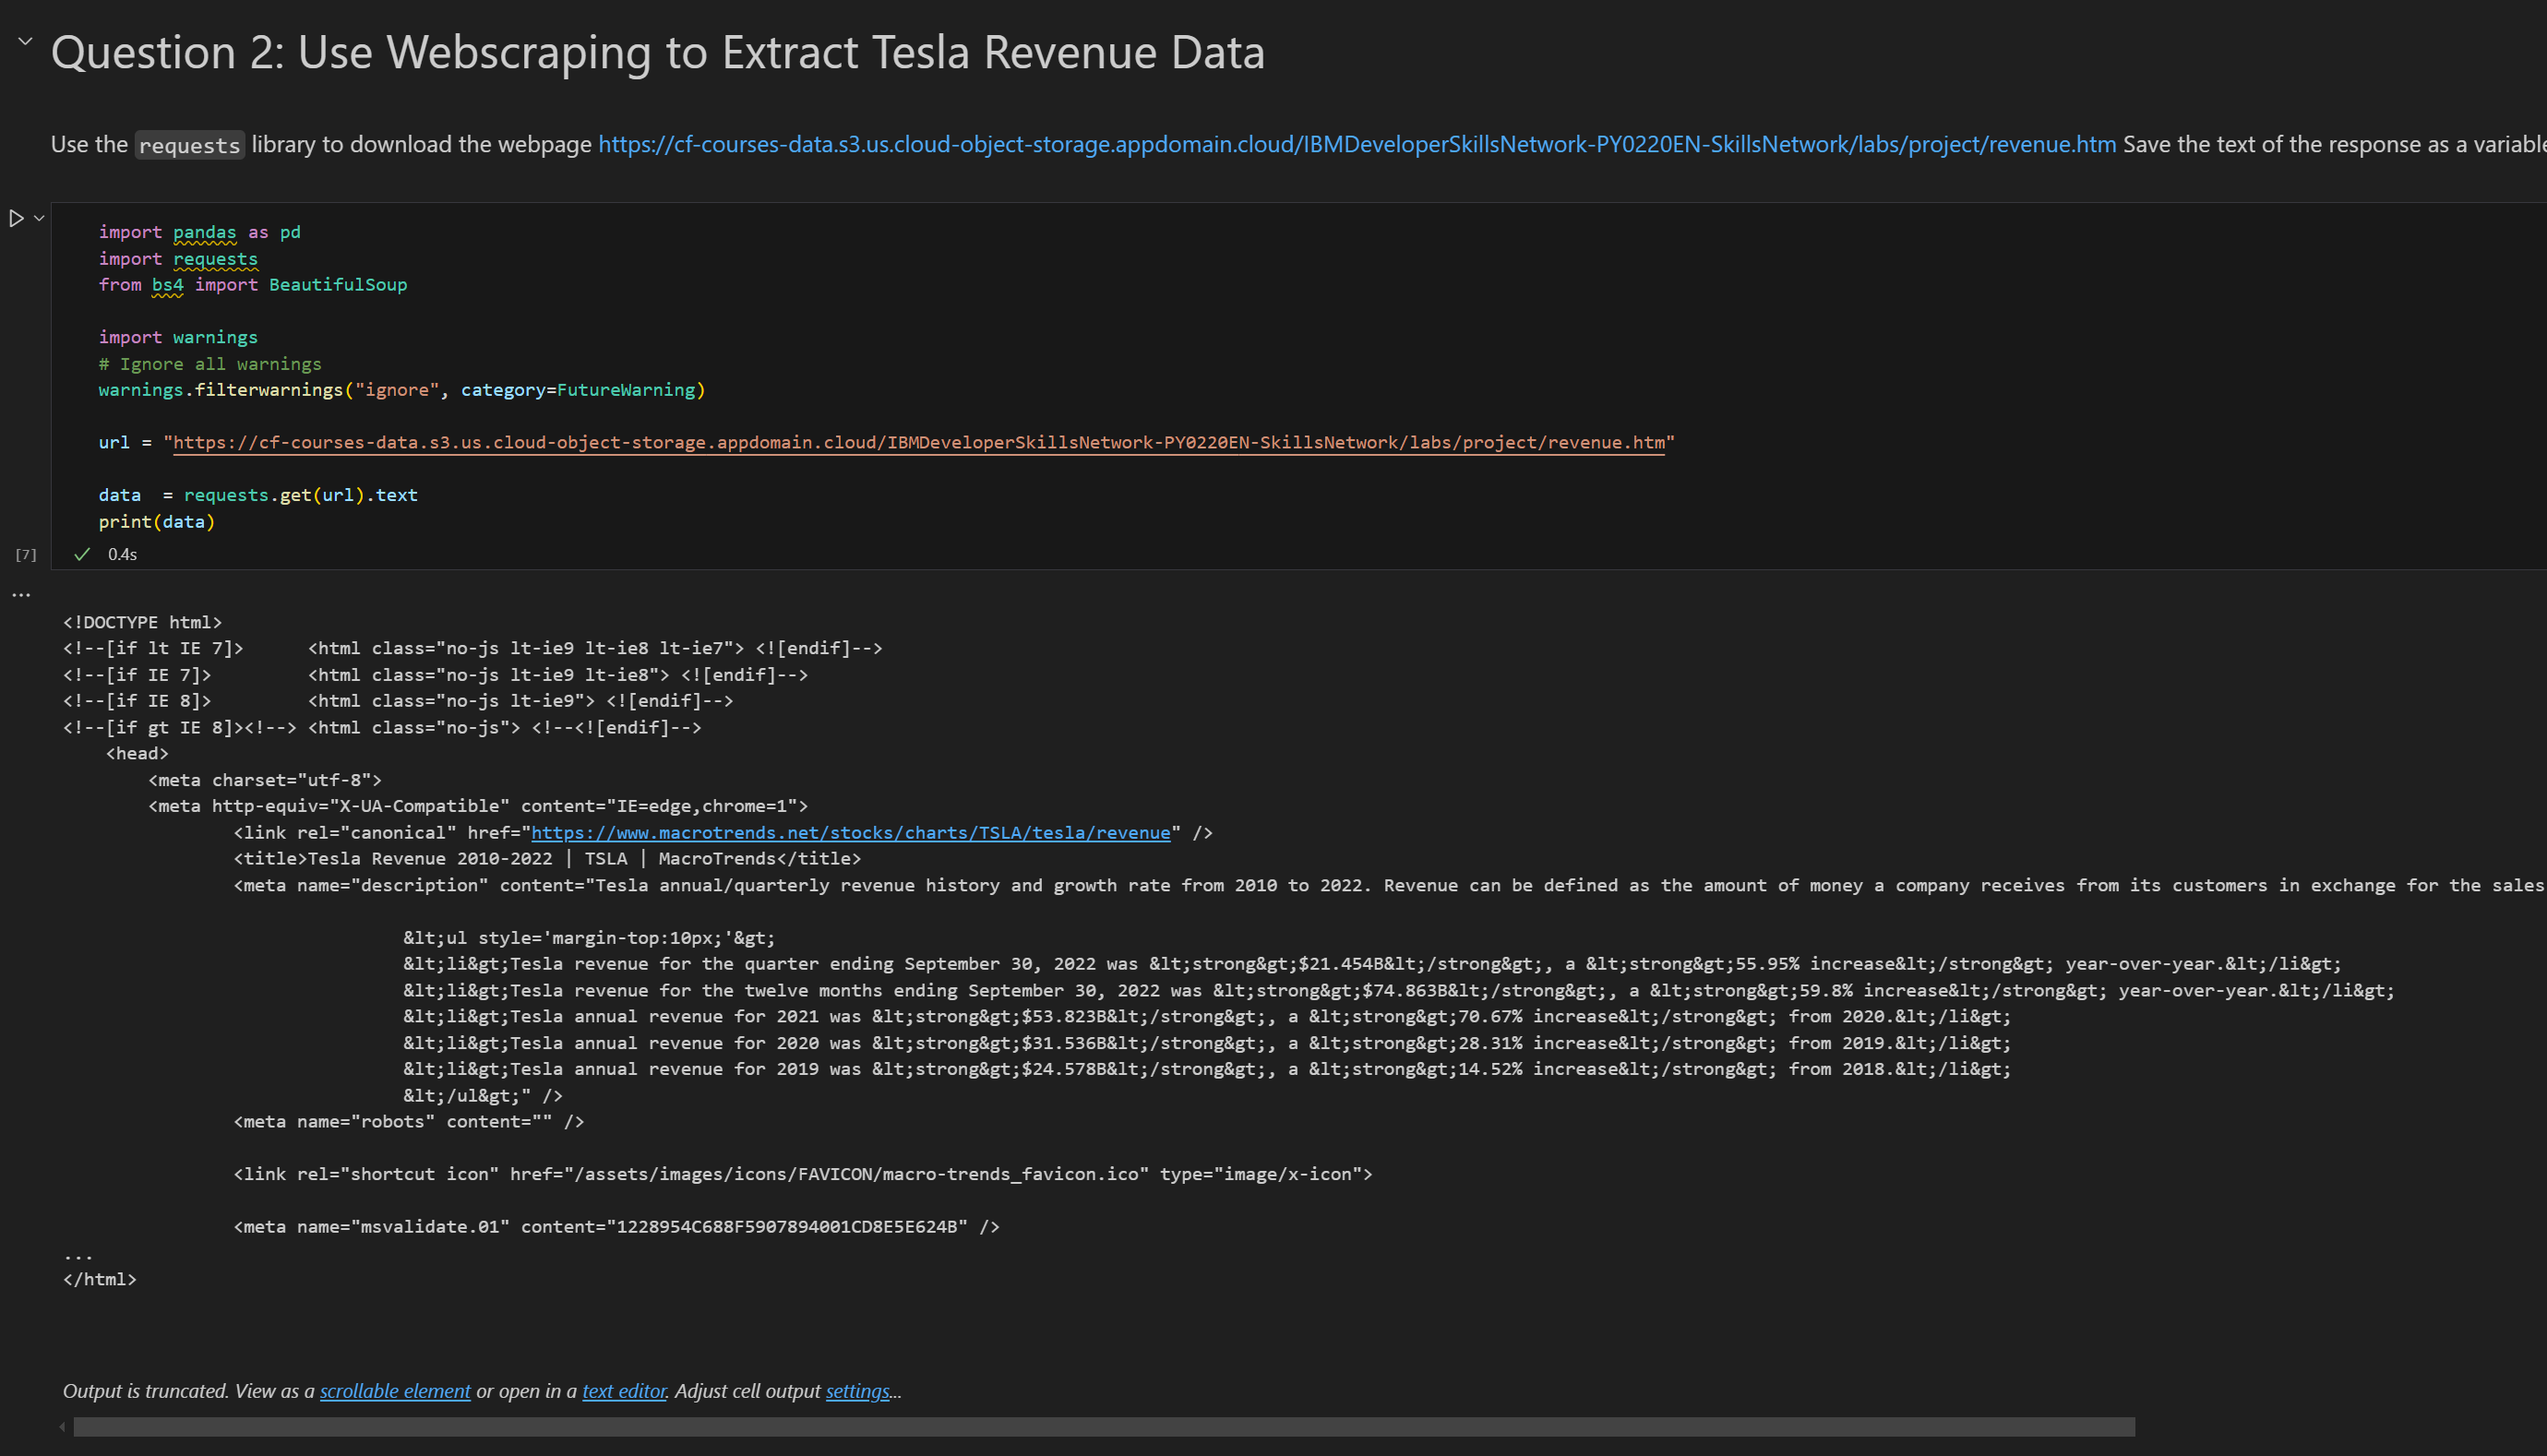 Question 2: Use Webscraping to Extract Tesla Revenue Data
Use the requests library to download the webpage https://cf-courses-data.s3.us.cloud-object-storage.appdomain.cloud/IBMDeveloperSkillsNetwork-PY0220EN-SkillsNetwork/labs/project/revenue.htm Save the text of the response as a variable
import pandas as pd
import requests
from bs4 import BeautifulSoup
import warnings
# Ignore all warnings
warnings.filterwarnings("ignore", category=FutureWarning)
url = "https://cf-courses-data.s3.us.cloud-object-storage.appdomain.cloud/IBMDeveloperSkillsNetwork-PY0220EN-SkillsNetwork/labs/project/revenue.htm"
data  = requests.get(url).text
print(data)
[7] ✓ 0.4s
...
<!DOCTYPE html>
<!--[if lt IE 7]>      <html class="no-js lt-ie9 lt-ie8 lt-ie7"> <![endif]-->
<!--[if IE 7]>         <html class="no-js lt-ie9 lt-ie8"> <![endif]-->
<!--[if IE 8]>         <html class="no-js lt-ie9"> <![endif]-->
<!--[if gt IE 8]><!--> <html class="no-js"> <!--<![endif]-->
    <head>
        <meta charset="utf-8">
        <meta http-equiv="X-UA-Compatible" content="IE=edge,chrome=1">
                <link rel="canonical" href="https://www.macrotrends.net/stocks/charts/TSLA/tesla/revenue" />
                <title>Tesla Revenue 2010-2022 | TSLA | MacroTrends</title>
                <meta name="description" content="Tesla annual/quarterly revenue history and growth rate from 2010 to 2022. Revenue can be defined as the amount of money a company receives from its customers in exchange for the sales
                                &lt;ul style='margin-top:10px;'&gt;
                                &lt;li&gt;Tesla revenue for the quarter ending September 30, 2022 was &lt;strong&gt;$21.454B&lt;/strong&gt;, a &lt;strong&gt;55.95% increase&lt;/strong&gt; year-over-year.&lt;/li&gt;
                                &lt;li&gt;Tesla revenue for the twelve months ending September 30, 2022 was &lt;strong&gt;$74.863B&lt;/strong&gt;, a &lt;strong&gt;59.8% increase&lt;/strong&gt; year-over-year.&lt;/li&gt;
                                &lt;li&gt;Tesla annual revenue for 2021 was &lt;strong&gt;$53.823B&lt;/strong&gt;, a &lt;strong&gt;70.67% increase&lt;/strong&gt; from 2020.&lt;/li&gt;
                                &lt;li&gt;Tesla annual revenue for 2020 was &lt;strong&gt;$31.536B&lt;/strong&gt;, a &lt;strong&gt;28.31% increase&lt;/strong&gt; from 2019.&lt;/li&gt;
                                &lt;li&gt;Tesla annual revenue for 2019 was &lt;strong&gt;$24.578B&lt;/strong&gt;, a &lt;strong&gt;14.52% increase&lt;/strong&gt; from 2018.&lt;/li&gt;
                                &lt;/ul&gt;" />
                <meta name="robots" content="" />
                <link rel="shortcut icon" href="/assets/images/icons/FAVICON/macro-trends_favicon.ico" type="image/x-icon">
                <meta name="msvalidate.01" content="1228954C688F5907894001CD8E5E624B" />
...
</html>
Output is truncated. View as a scrollable element or open in a text editor. Adjust cell output settings...